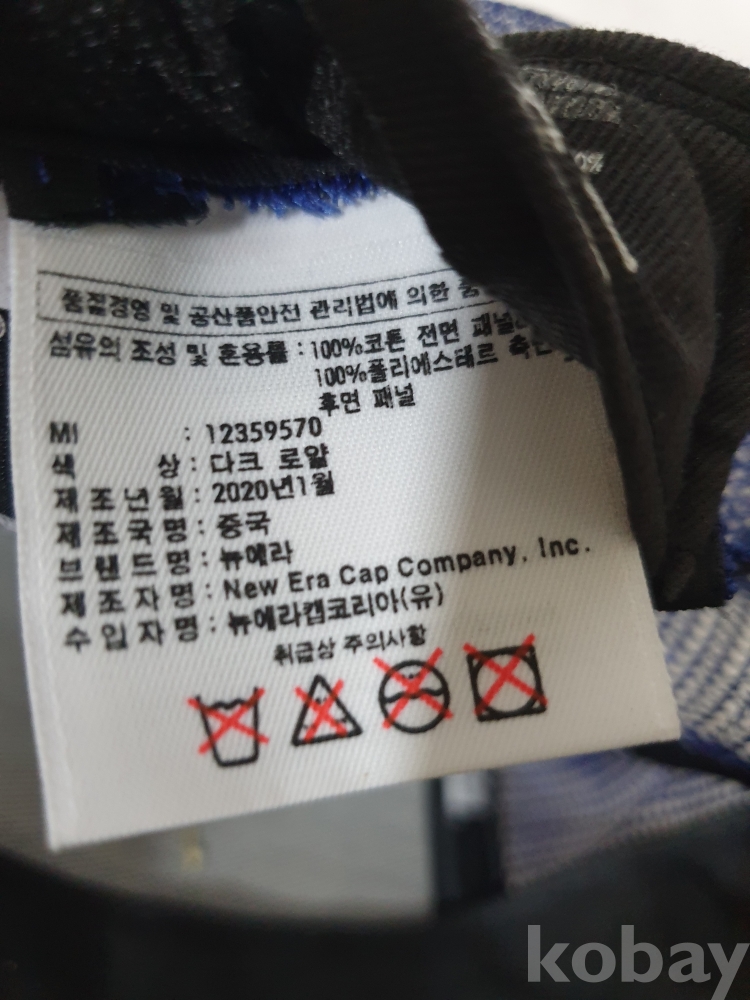 품질경영 및 공산품안전 관리법에 의한 품
섬유의 조성 및 혼용률 : 100%코튼 전면 패널
100%폴리에스테르 측면
후면 패널
MI : 12359570
색 상 : 다크 로얄
제 조 년 월 : 2020년1월
제 조 국 명 : 중국
브 랜 드 명 : 뉴에라
제 조 자 명 : New Era Cap Company, Inc.
수 입 자 명 : 뉴에라캡코리아(유)
취급상 주의사항
kobay